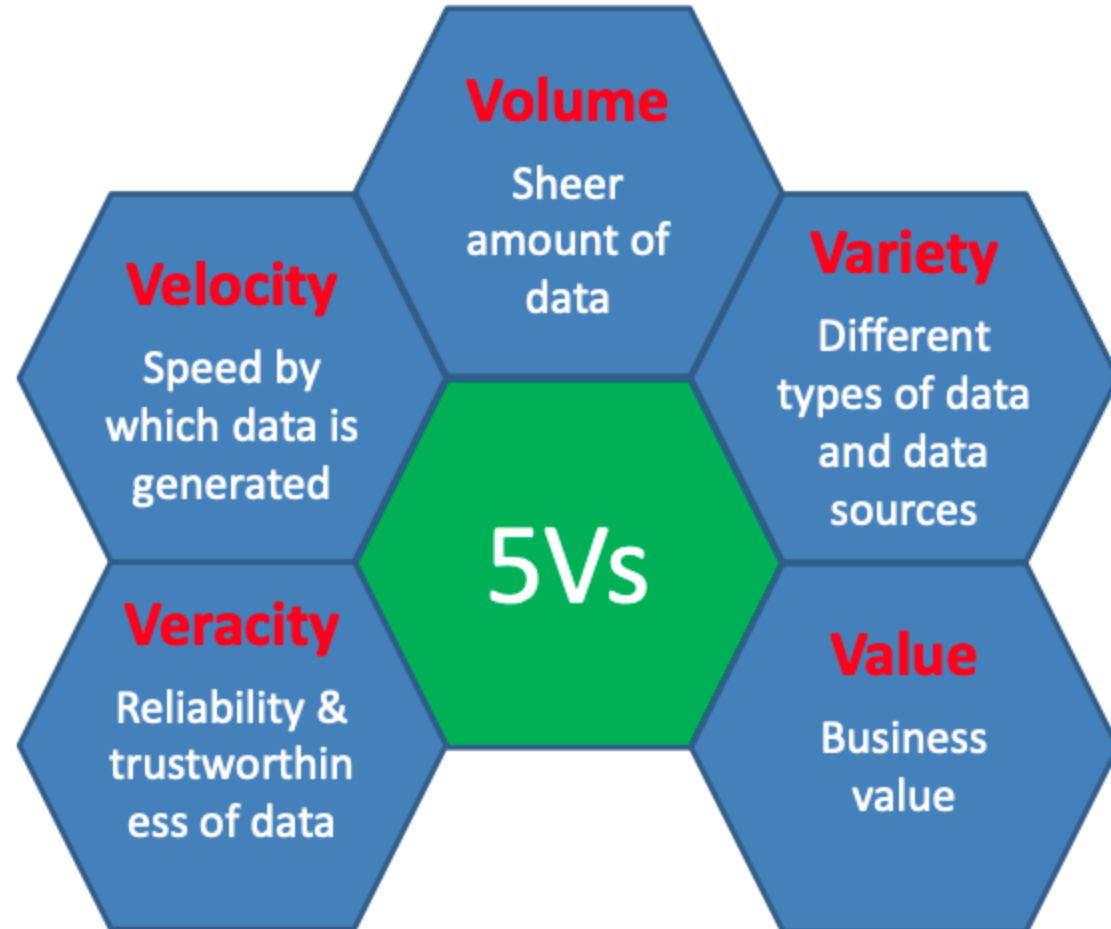 Volume
Sheer
amount of
data
Velocity
Speed by
which data is
generated
Variety
Different
types of data
and data
sources
5Vs
Veracity
Reliability &
trustworthin
ess of data
Value
Business
value